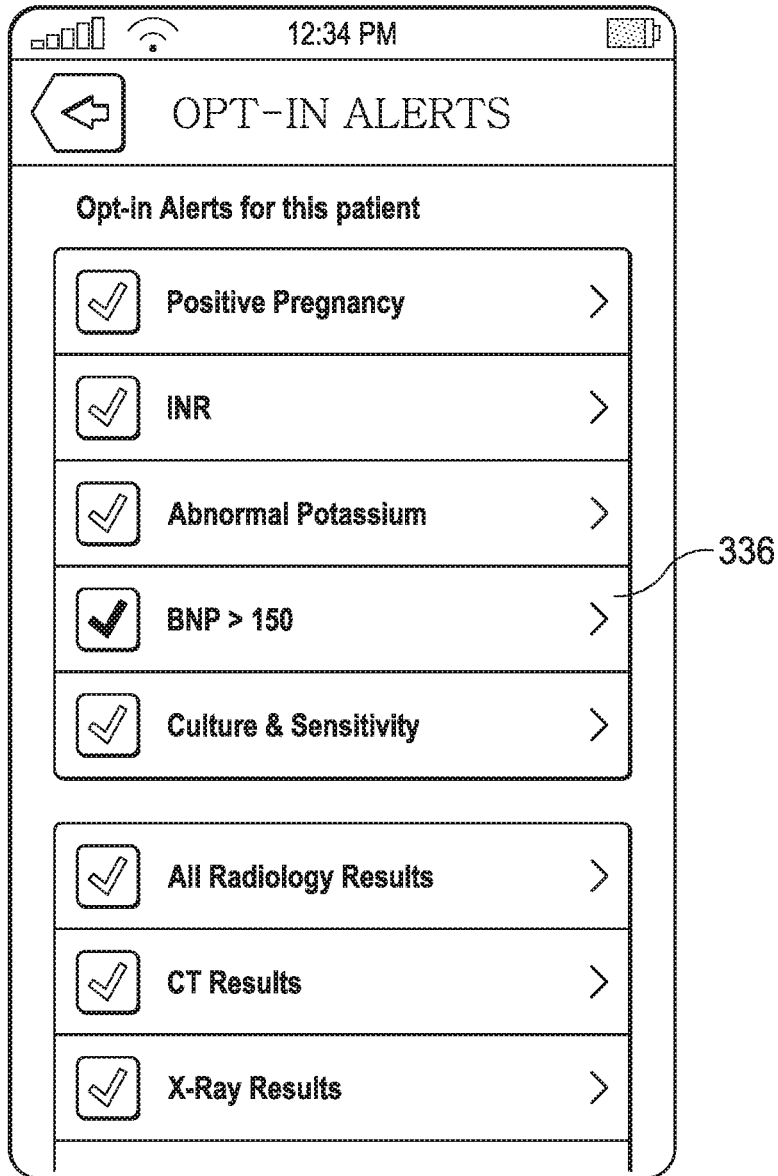 12:34 PM
OPT-IN ALERTS
Opt-in Alerts for this patient
Positive Pregnancy
INR
Abnormal Potassium
BNP > 150
336
Culture & Sensitivity
All Radiology Results
CT Results
X-Ray Results